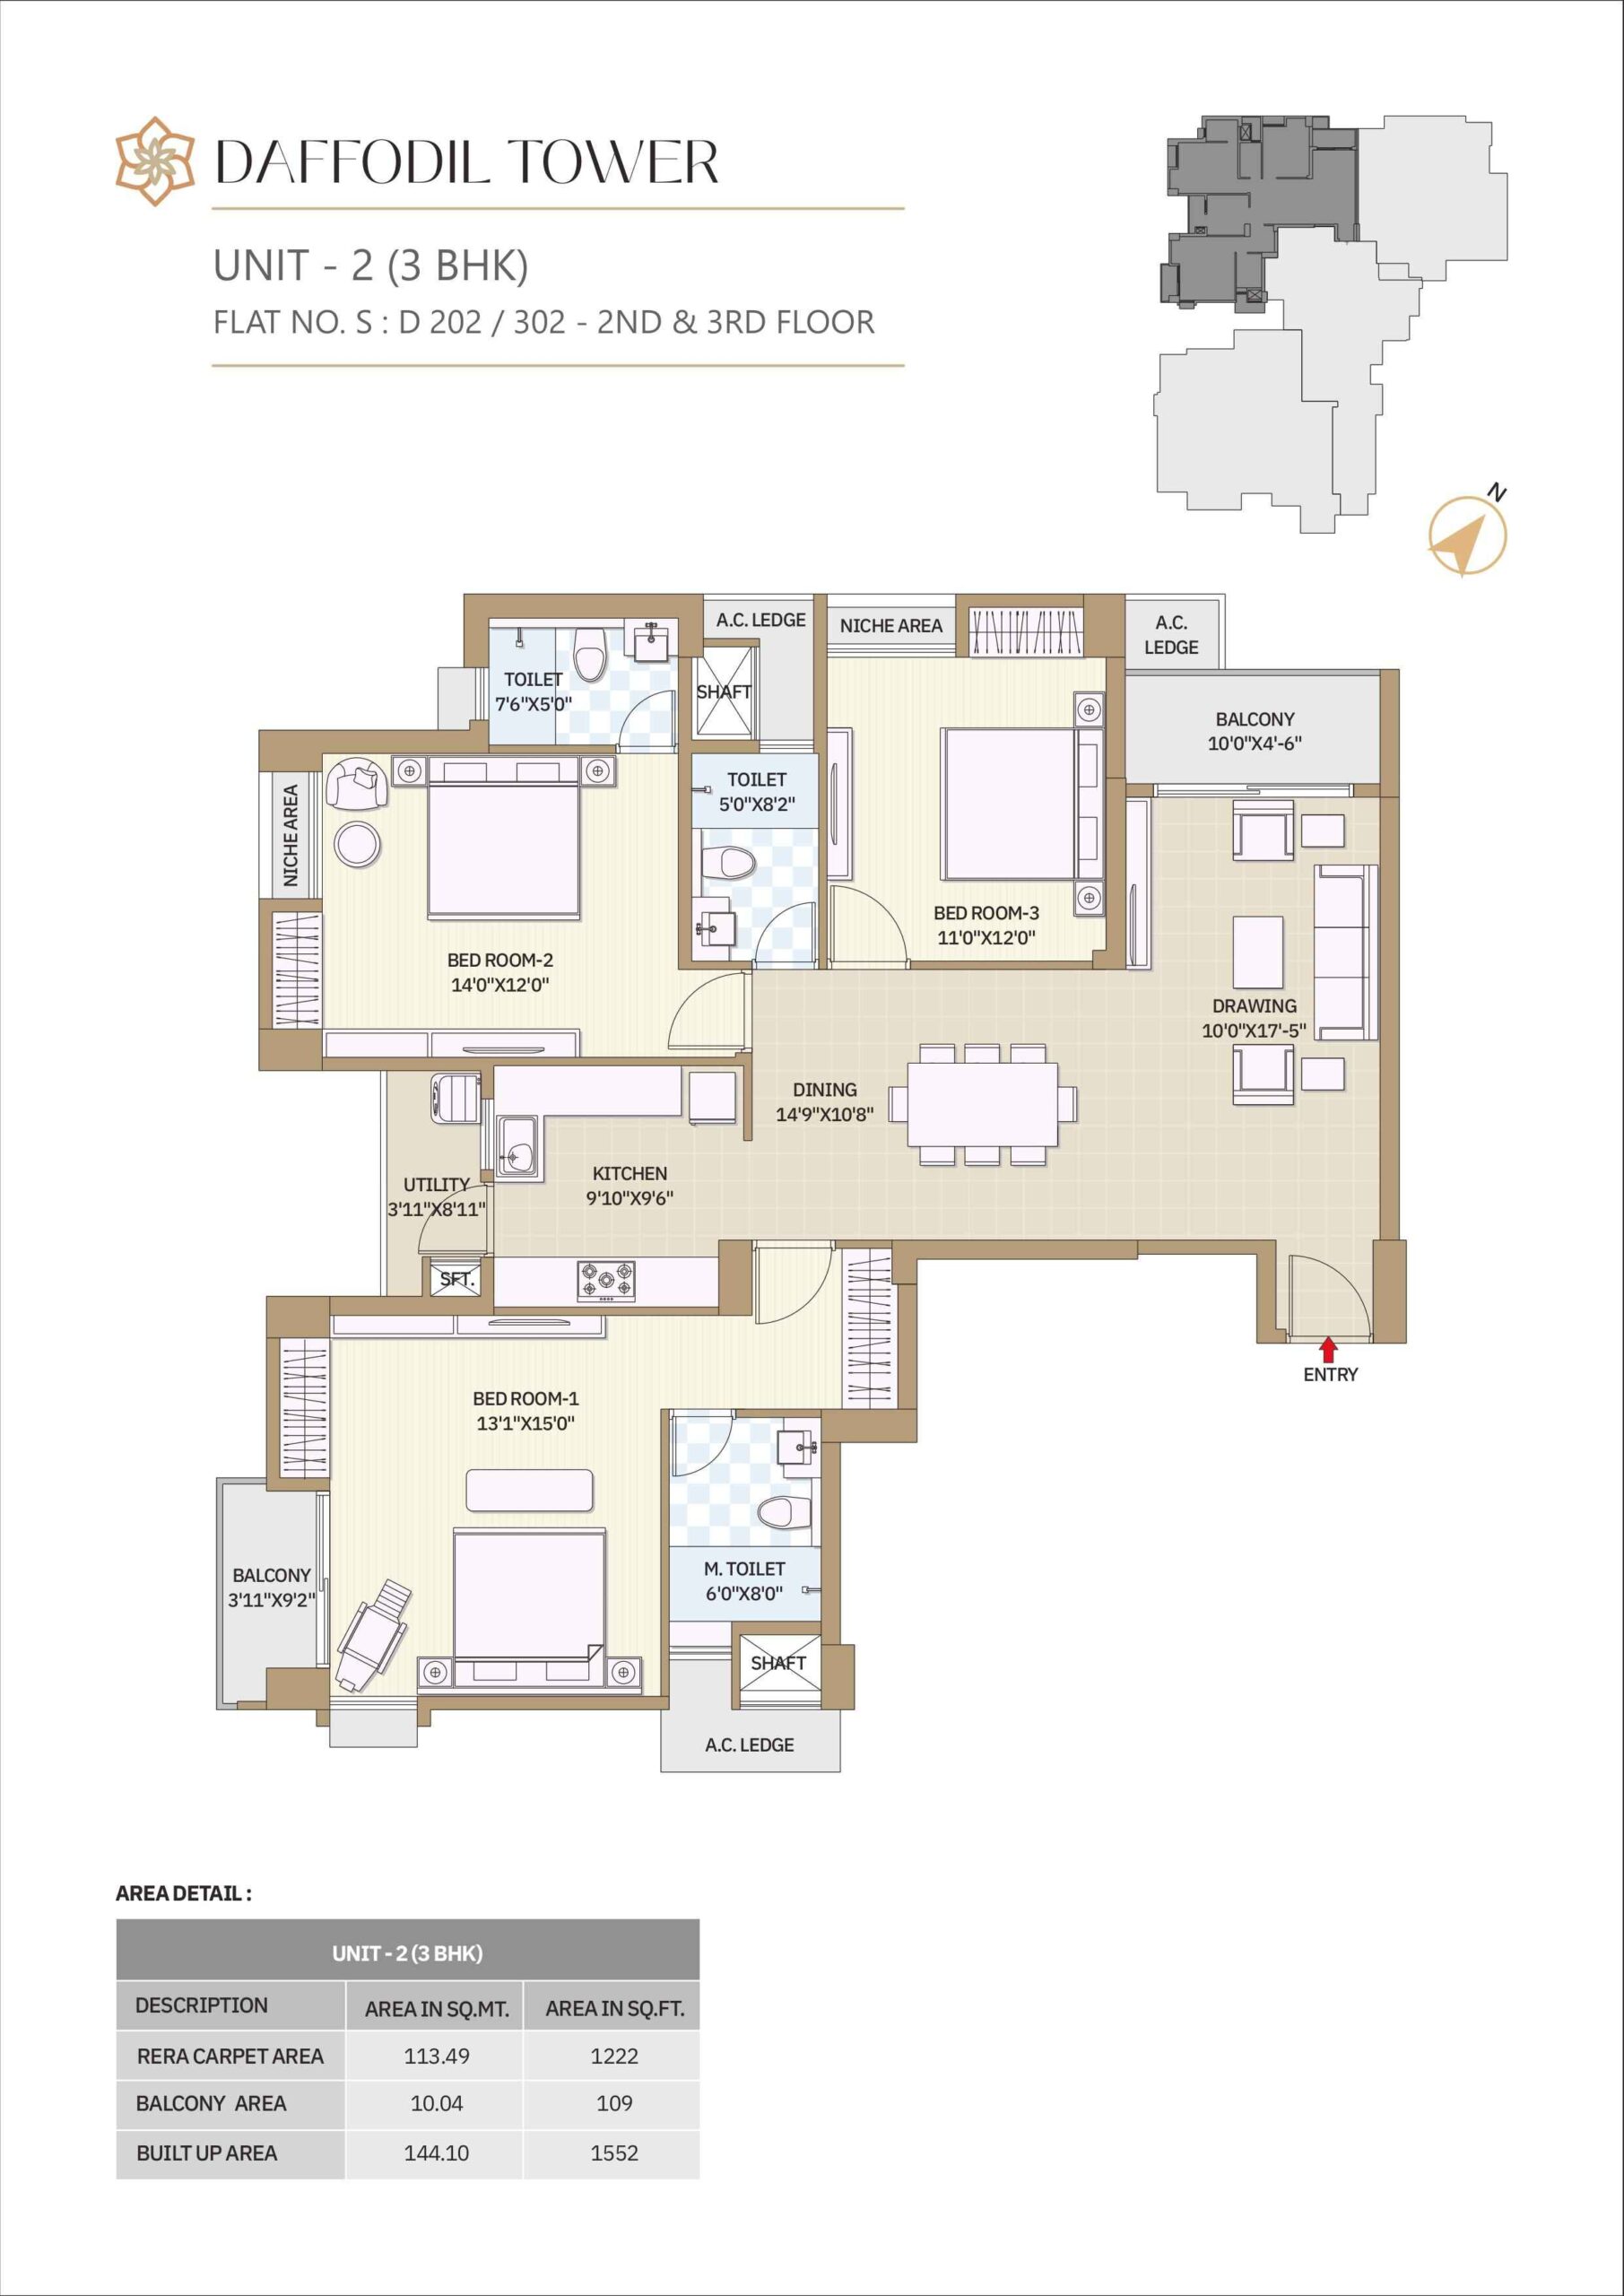 DAFFODIL TOWER
UNIT - 2 (3 BHK)
FLAT NO. S : D 202 / 302 - 2ND & 3RD FLOOR
N
A.C. LEDGE
NICHE AREA
A.C.
LEDGE
TOILET
7'6"X5'0"
SHAFT
BALCONY
10'0"X4'-6"
NICHE AREA
TOILET
5'0"X8'2"
BED ROOM-3
11'0"X12'0"
BED ROOM-2
14'0"X12'0"
DRAWING
10'0"X17'-5"
DINING
14'9"X10'8"
UTILITY
3'11"X8'11"
KITCHEN
9'10"X9'6"
SFT.
ENTRY
BED ROOM-1
13'1"X15'0"
BALCONY
3'11"X9'2"
M. TOILET
6'0"X8'0"
SHAFT
A.C. LEDGE
AREA DETAIL :
UNIT - 2 (3 BHK)
DESCRIPTION AREA IN SQ.MT. AREA IN SQ.FT.
RERA CARPET AREA 113.49 1222
BALCONY AREA 10.04 109
BUILT UP AREA 144.10 1552